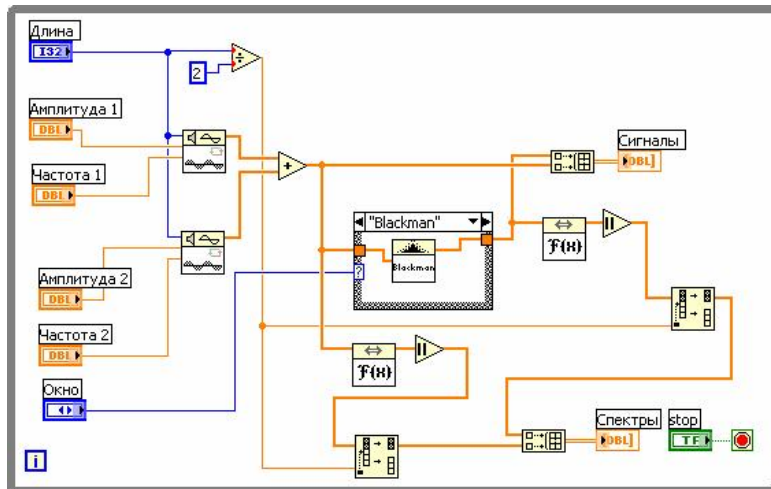 Длина
I32
2
÷
Амплитуда 1
DBL
Частота 1
DBL
+
Сигналы
DBL]
"Blackman"
Blackman
?
F(x)
Амплитуда 2
DBL
Частота 2
DBL
F(x)
Окно
Спектры
DBL]
stop
TF
i